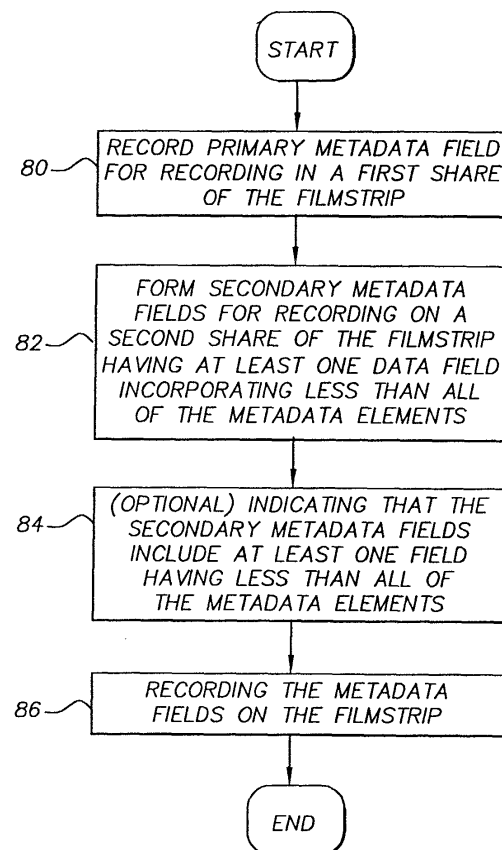 START
80
RECORD PRIMARY METADATA FIELD
FOR RECORDING IN A FIRST SHARE
OF THE FILMSTRIP
82
FORM SECONDARY METADATA
FIELDS FOR RECORDING ON A
SECOND SHARE OF THE FILMSTRIP
HAVING AT LEAST ONE DATA FIELD
INCORPORATING LESS THAN ALL
OF THE METADATA ELEMENTS
84
(OPTIONAL) INDICATING THAT THE
SECONDARY METADATA FIELDS
INCLUDE AT LEAST ONE FIELD
HAVING LESS THAN ALL OF
THE METADATA ELEMENTS
86
RECORDING THE METADATA
FIELDS ON THE FILMSTRIP
END